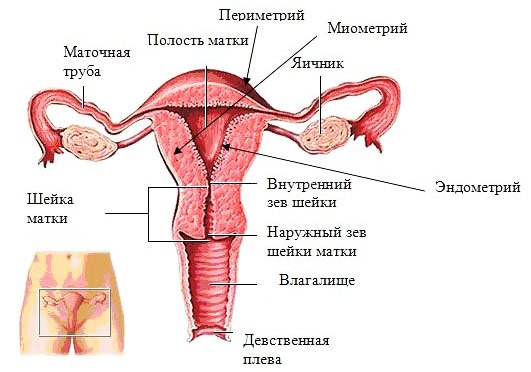 Периметрий
Миометрий
Полость матки
Маточная
труба
Яичник
Внутренний
зев шейки
Эндометрий
Шейка
матки
Наружный зев
шейки матки
Влагалище
Девственная
плева